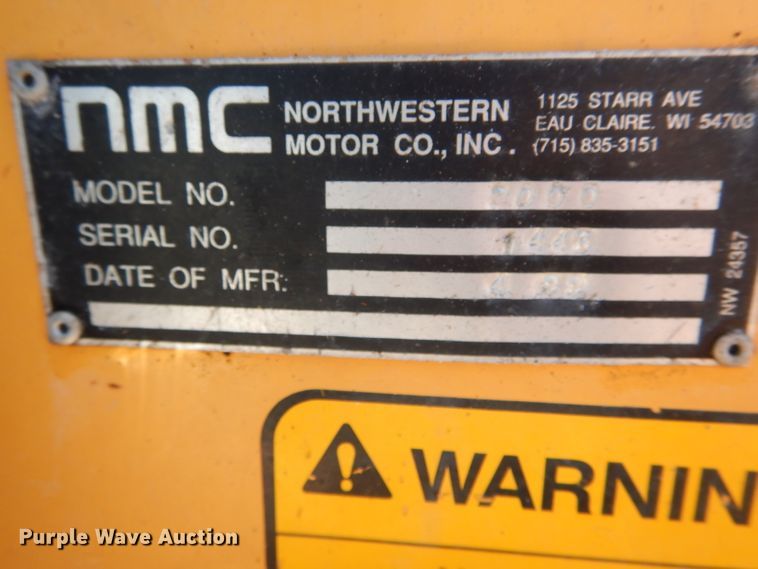 nmc NORTHWESTERN MOTOR CO., INC.
1125 STARR AVE
EAU CLAIRE. WI 54703
(715) 835-3151
MODEL NO.
SERIAL NO.
DATE OF MFR.
NW 24357
WARNIN
Purple Wave Auction